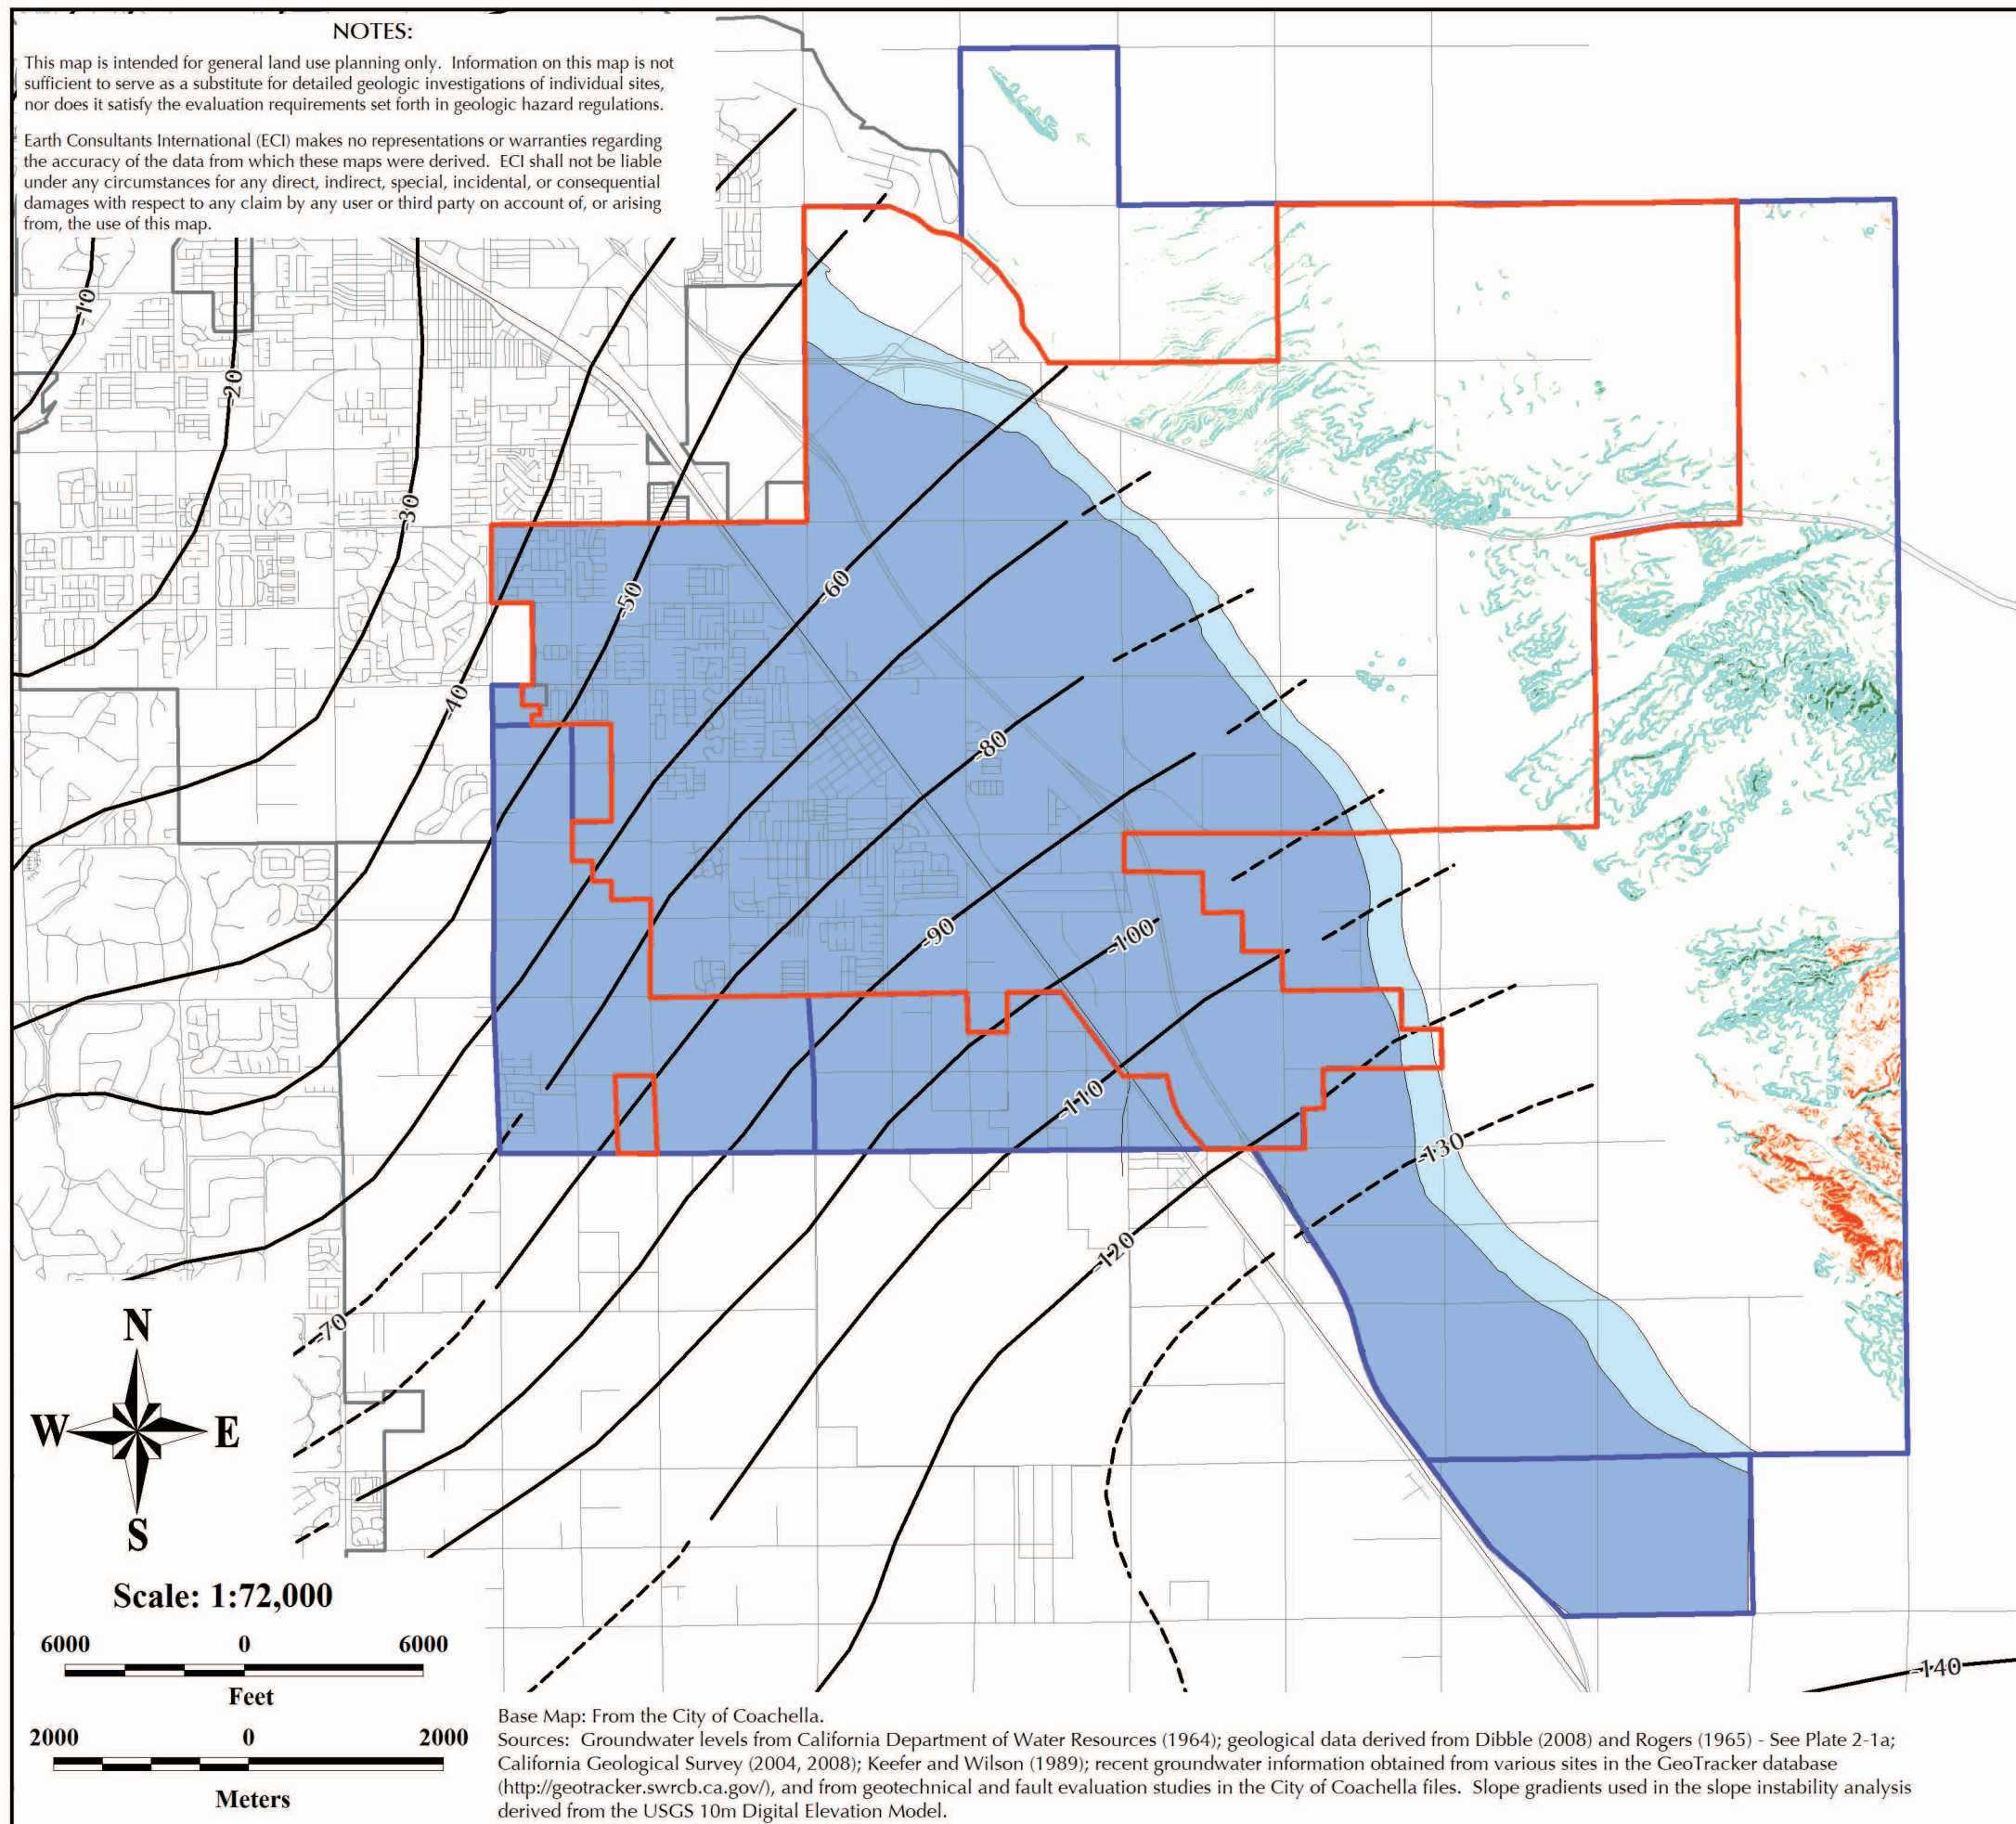 NOTES:
This map is intended for general land use planning only. Information on this map is not
sufficient to serve as a substitute for detailed geologic investigations of individual sites,
nor does it satisfy the evaluation requirements set forth in geologic hazard regulations.
Earth Consultants International (ECI) makes no representations or warranties regarding
the accuracy of the data from which these maps were derived. ECI shall not be liable
under any circumstances for any direct, indirect, special, incidental, or consequential
damages with respect to any claim by any user or third party on account of, or arising
from, the use of this map.
-10
-20
-30
-40
-50
-60
-80
-90
-100
-110
-130
-120
-70
-140
N
W
E
S
Scale: 1:72,000
6000 0 6000
Feet
2000 0 2000
Meters
Base Map: From the City of Coachella.
Sources: Groundwater levels from California Department of Water Resources (1964); geological data derived from Dibble (2008) and Rogers (1965) - See Plate 2-1a;
California Geological Survey (2004, 2008); Keefer and Wilson (1989); recent groundwater information obtained from various sites in the GeoTracker database
(http://geotracker.swrcb.ca.gov/), and from geotechnical and fault evaluation studies in the City of Coachella files. Slope gradients used in the slope instability analysis
derived from the USGS 10m Digital Elevation Model.